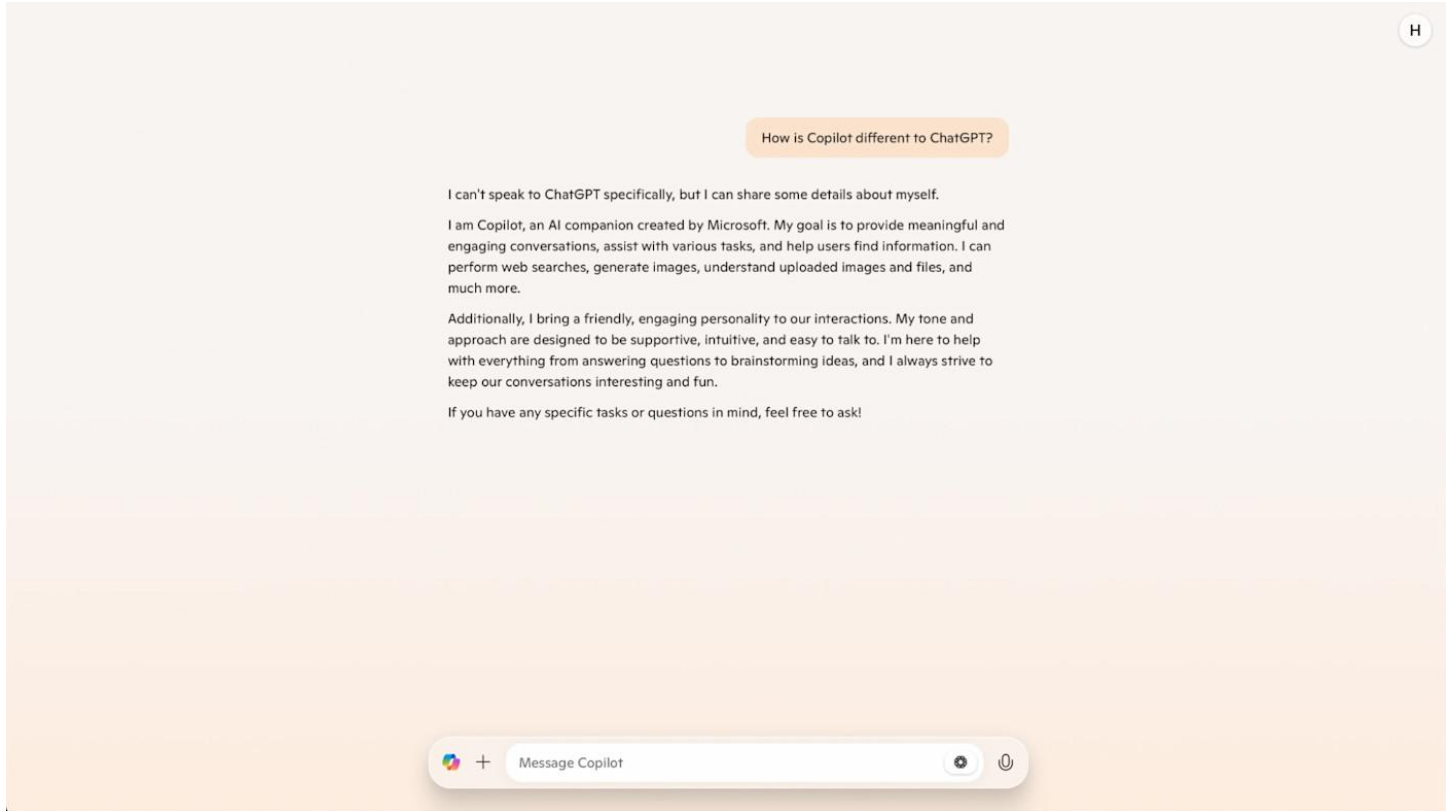 H
How is Copilot different to ChatGPT?
I can't speak to ChatGPT specifically, but I can share some details about myself.
I am Copilot, an AI companion created by Microsoft. My goal is to provide meaningful and
engaging conversations, assist with various tasks, and help users find information. I can
perform web searches, generate images, understand uploaded images and files, and
much more.
Additionally, I bring a friendly, engaging personality to our interactions. My tone and
approach are designed to be supportive, intuitive, and easy to talk to. I'm here to help
with everything from answering questions to brainstorming ideas, and I always strive to
keep our conversations interesting and fun.
If you have any specific tasks or questions in mind, feel free to ask!
Message Copilot